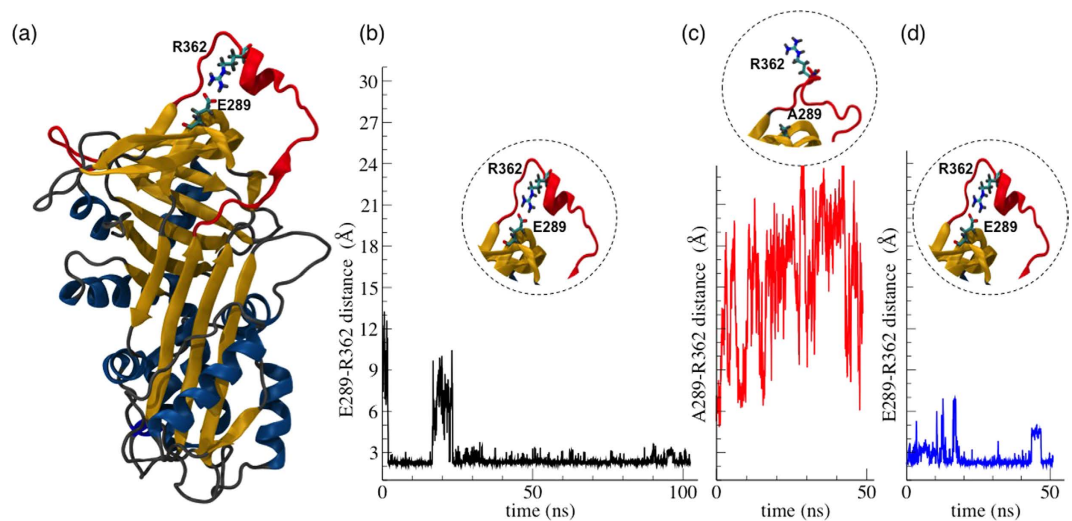 (a)
R362
E289
(b)
E289-R362 distance (Å)
31
30
27
24
21
18
15
12
9
6
3
R362
E289
0
50
100
time (ns)
(c)
R362
A289
A289-R362 distance (Å)
0
50
time (ns)
(d)
E289-R362 distance (Å)
R362
E289
0
50
time (ns)